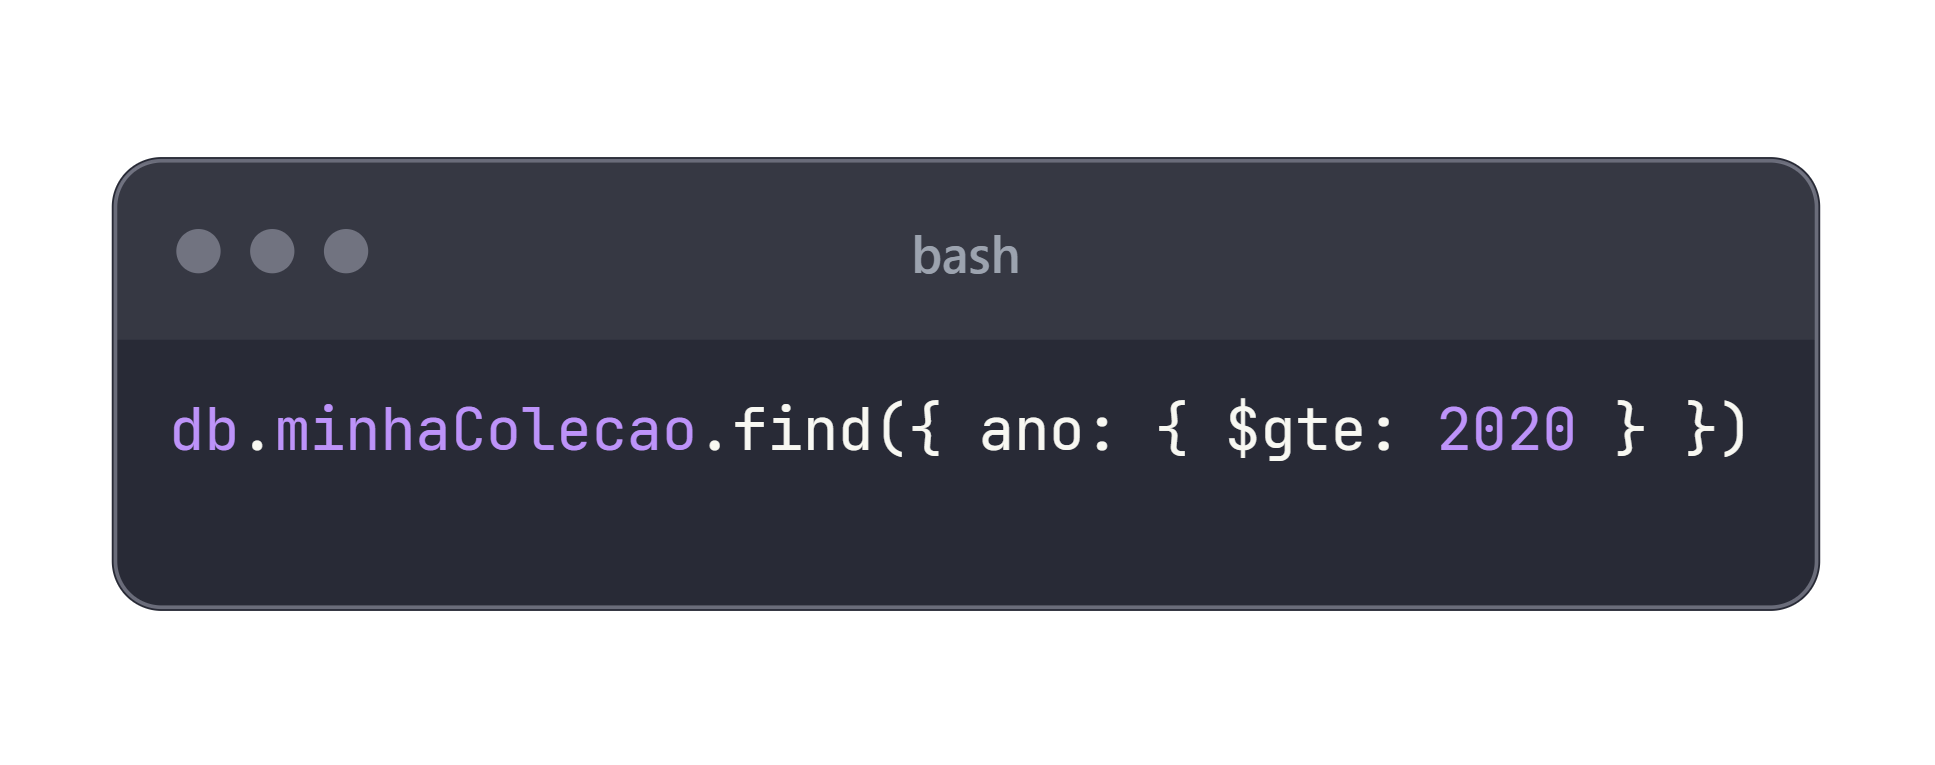 bash
db.minhaColecao.find({ ano: { $gte: 2020 } })